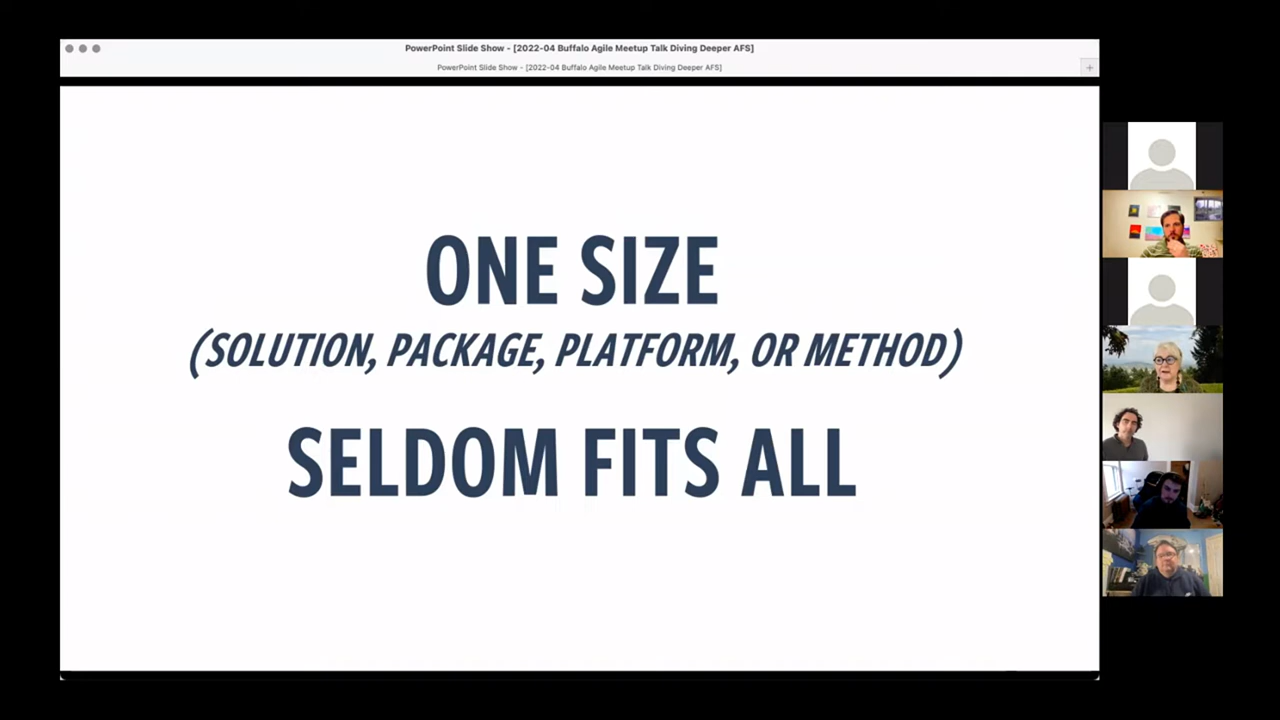 PowerPoint Slide Show - [2022-04 Buffalo Agile Meetup Talk Diving Deeper AFS]
PowerPoint Slide Show - [2022-04 Buffalo Agile Meetup Talk Diving Deeper AFS]
ONE SIZE
(SOLUTION, PACKAGE, PLATFORM, OR METHOD)
SELDOM FITS ALL